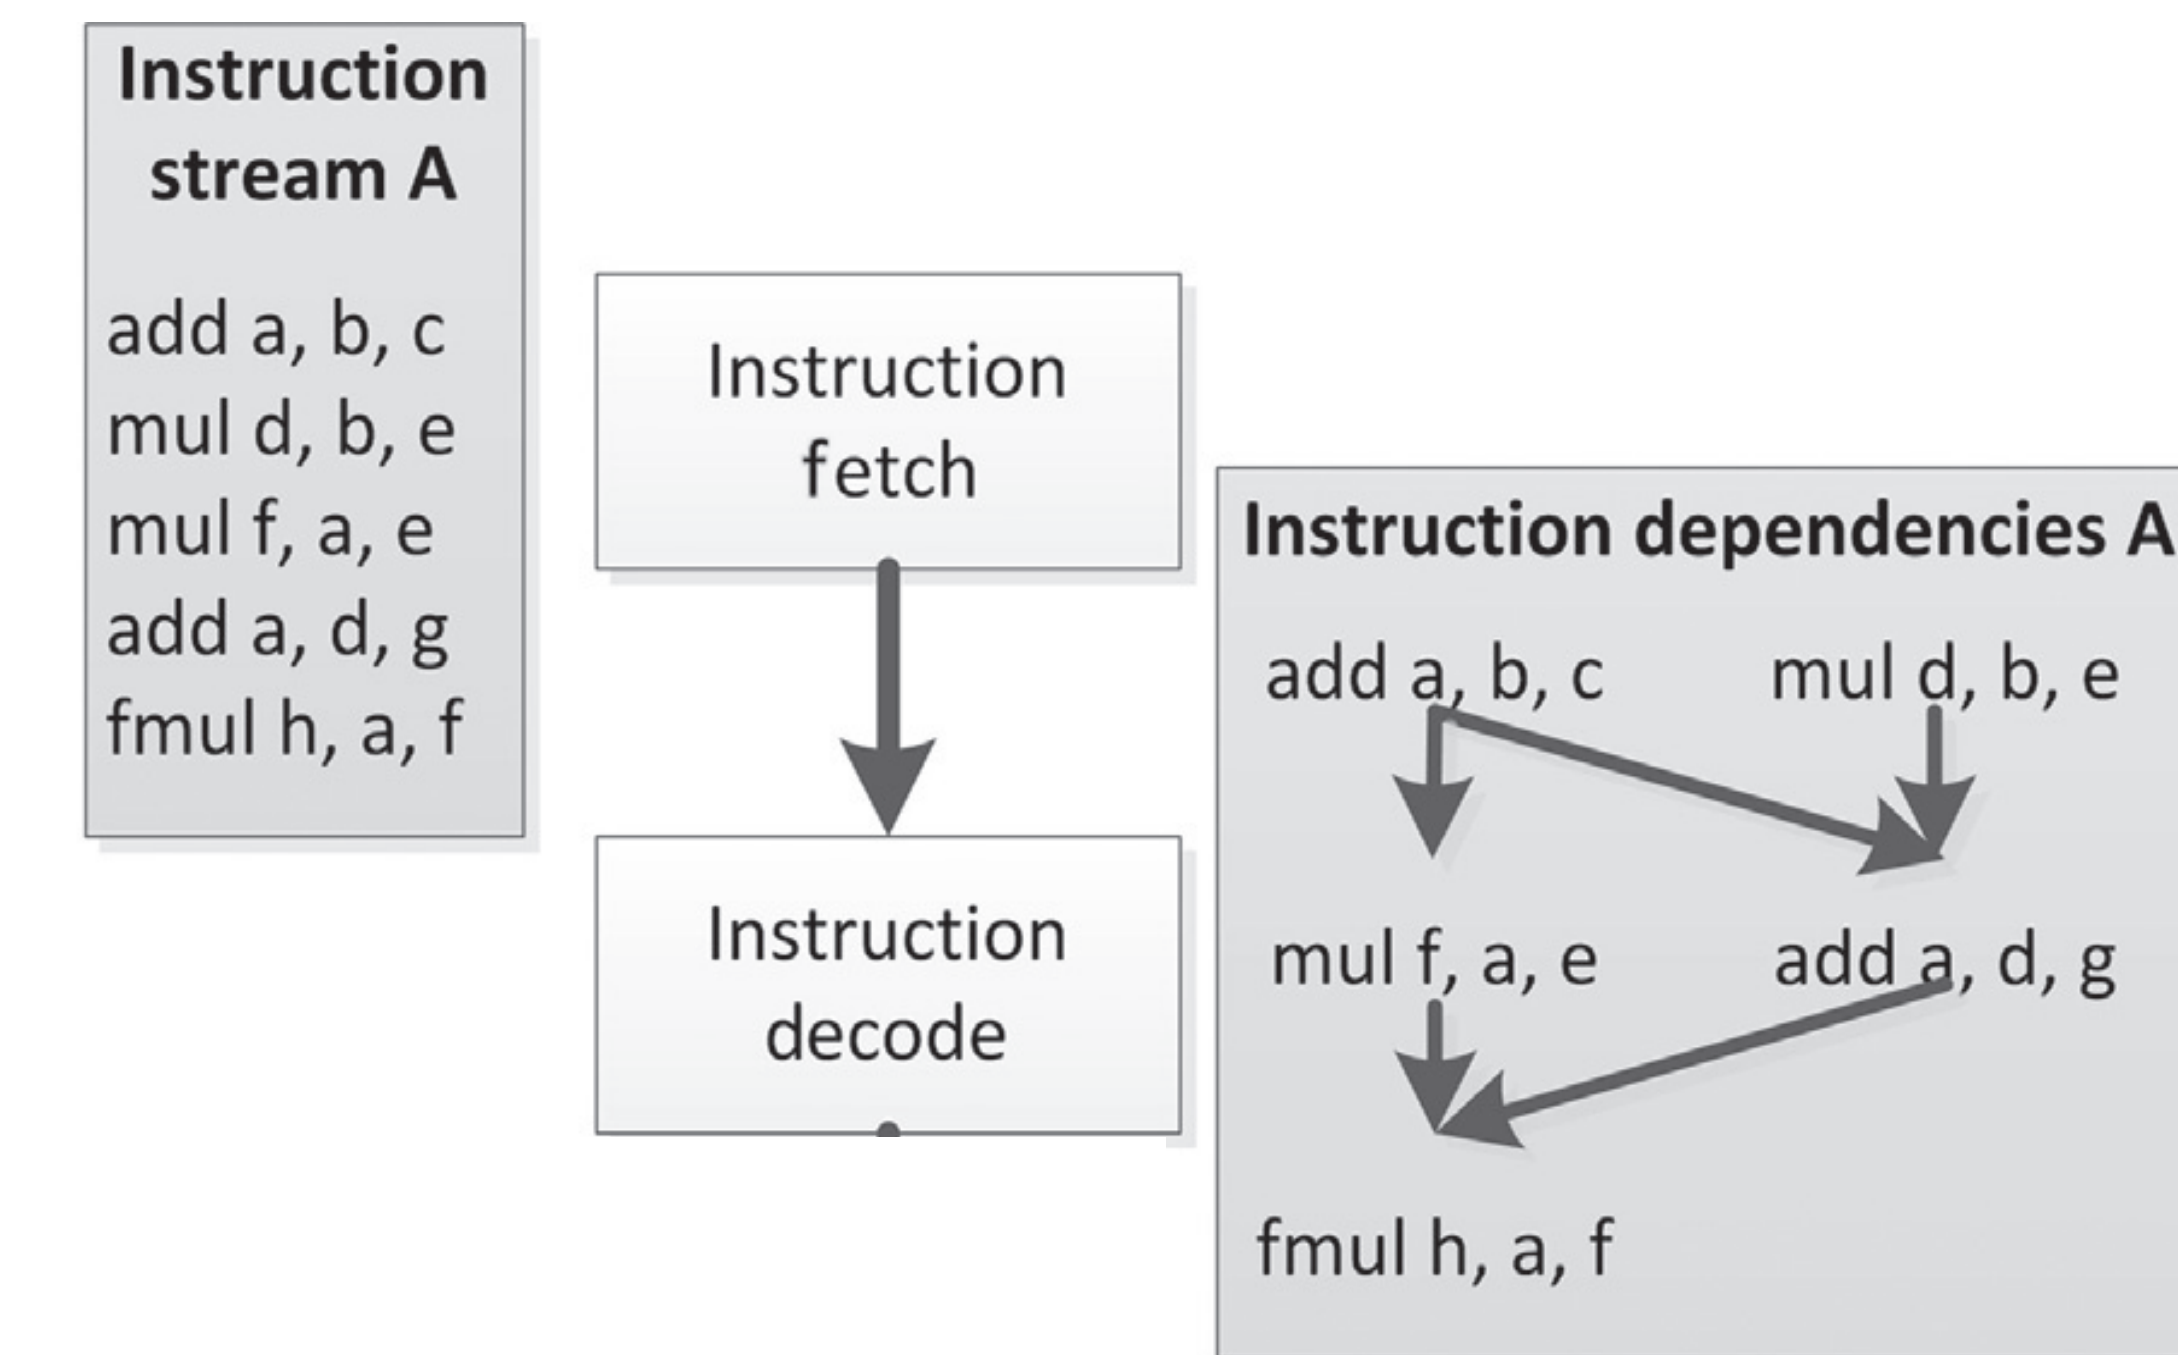 Instruction
stream A
add a, b, c
mul d, b, e
mul f, a, e
add a, d, g
fmul h, a, f
Instruction
fetch
Instruction
decode
Instruction dependencies A
add a, b, c mul d, b, e
mul f, a, e add a, d, g
fmul h, a, f